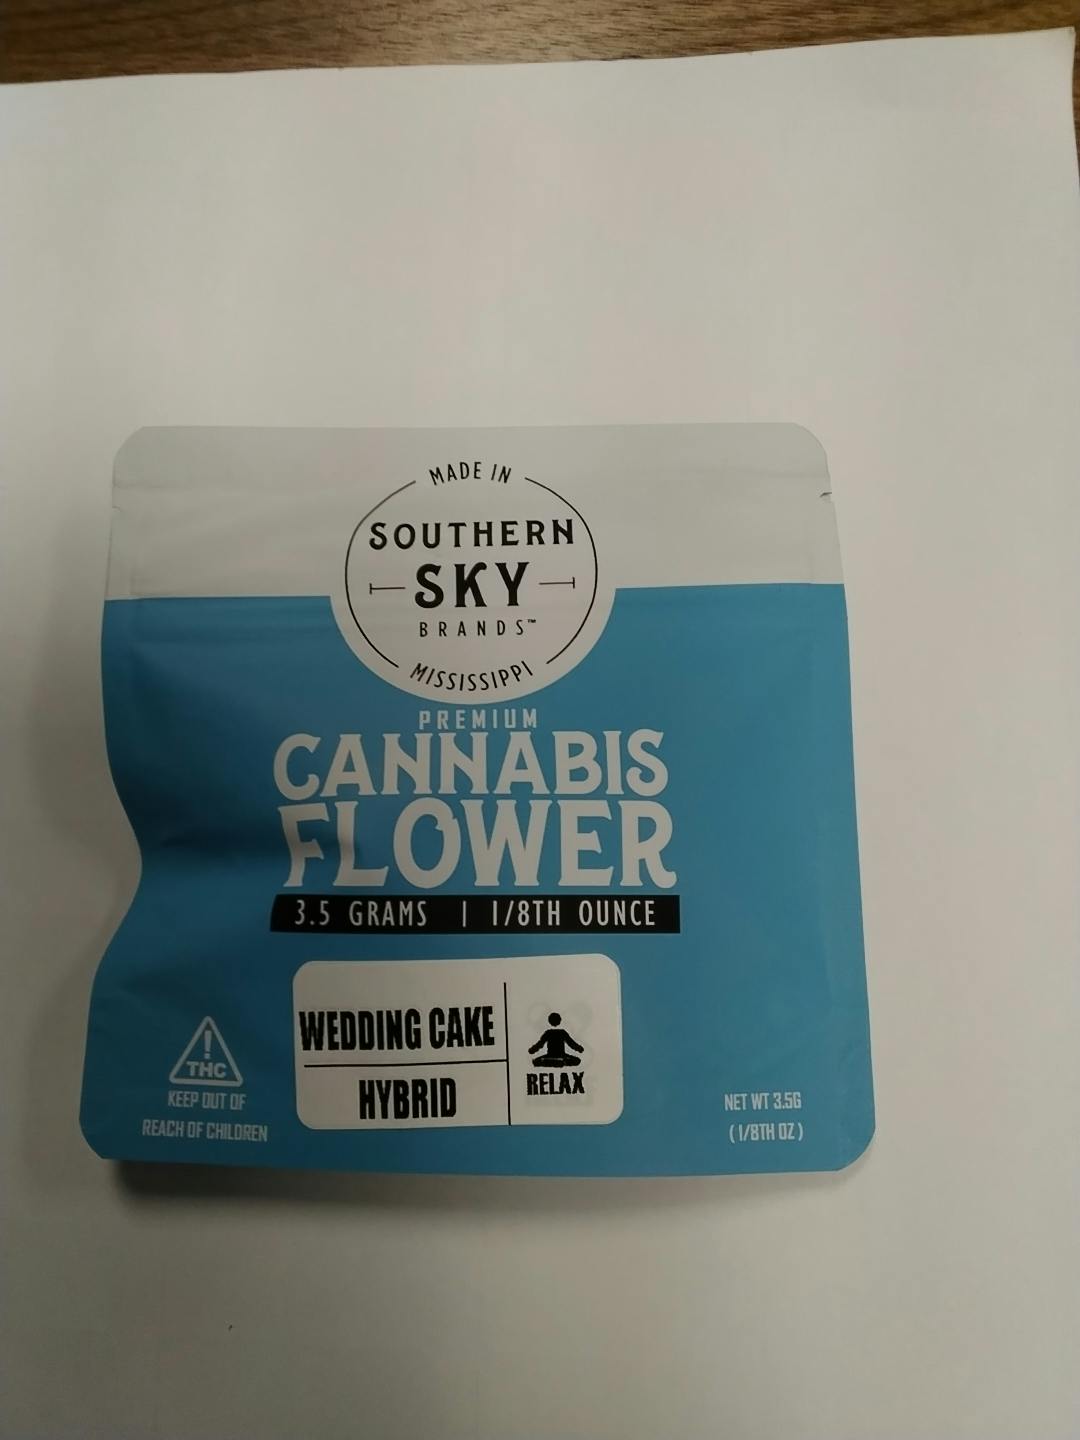 MADE IN
SOUTHERN
SKY
BRANDS™
MISSISSIPPI
PREMIUM
CANNABIS
FLOWER
3.5 GRAMS | 1/8TH OUNCE
WEDDING CAKE
HYBRID
RELAX
!
THC
KEEP OUT OF
REACH OF CHILDREN
NET WT 3.5G
(1/8TH OZ)